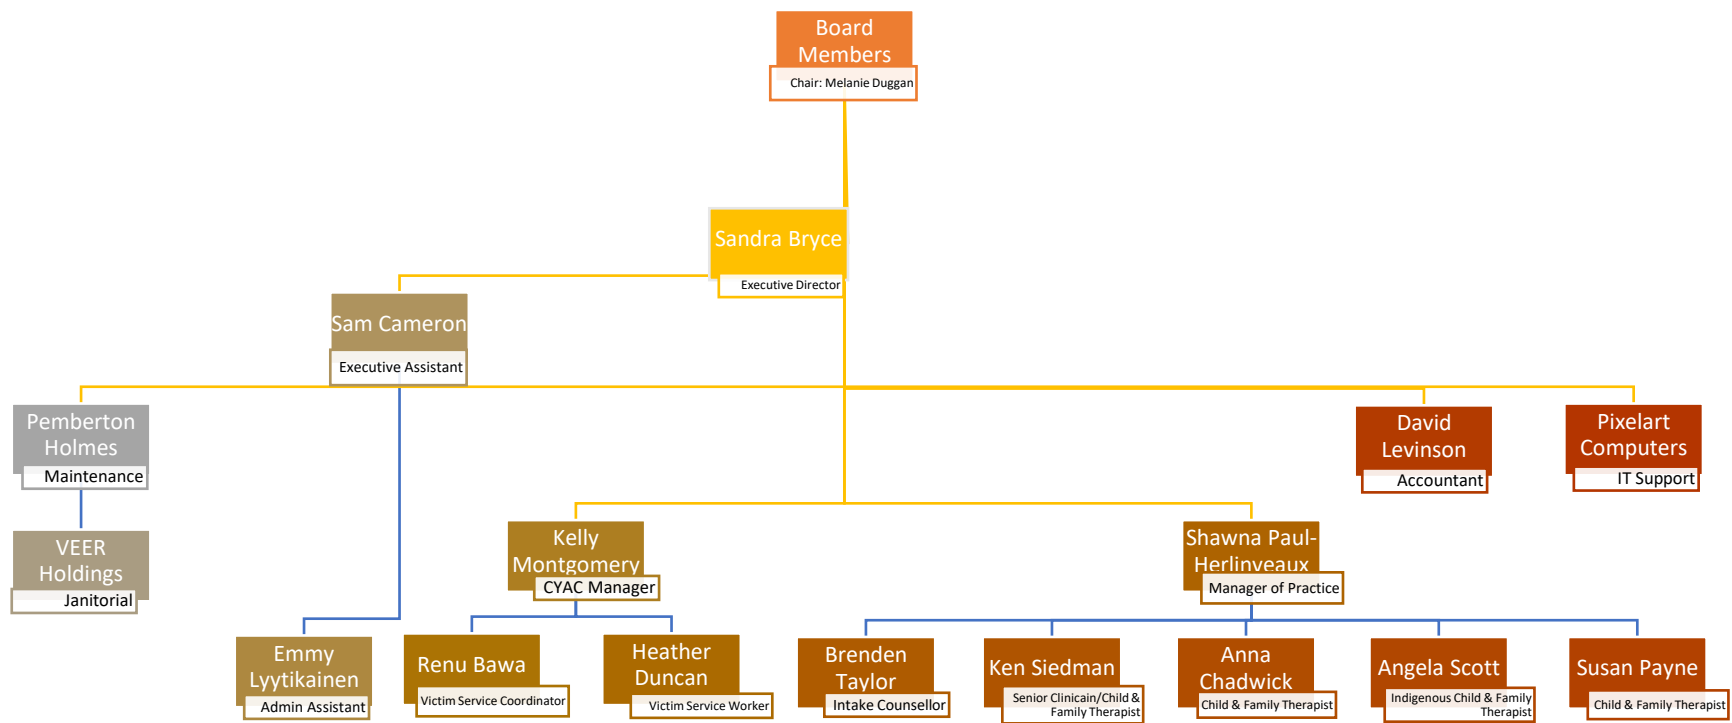 Board
Members
Chair: Melanie Duggan
Sandra Bryce
Executive Director
Sam Cameron
Executive Assistant
Pemberton
Holmes
Maintenance
David
Levinson
Accountant
Pixelart
Computers
IT Support
VEER
Holdings
Janitorial
Kelly
Montgomery
CYAC Manager
Shawna Paul-
Herlinveaux
Manager of Practice
Emmy
Lyytikainen
Admin Assistant
Renu Bawa
Victim Service Coordinator
Heather
Duncan
Victim Service Worker
Brenden
Taylor
Intake Counsellor
Ken Siedman
Senior Clinicain/Child &
Family Therapist
Anna
Chadwick
Child & Family Therapist
Angela Scott
Indigenous Child & Family
Therapist
Susan Payne
Child & Family Therapist